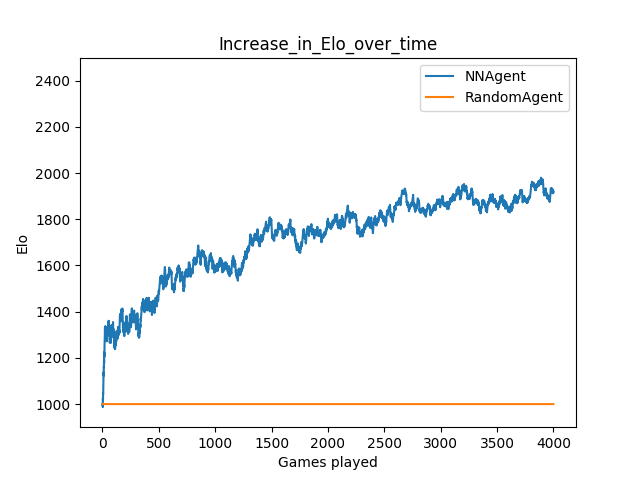 Increase_in_Elo_over_time
NNAgent
RandomAgent
2400
2200
2000
1800
1600
1400
1200
1000
Elo
0 500 1000 1500 2000 2500 3000 3500 4000
Games played